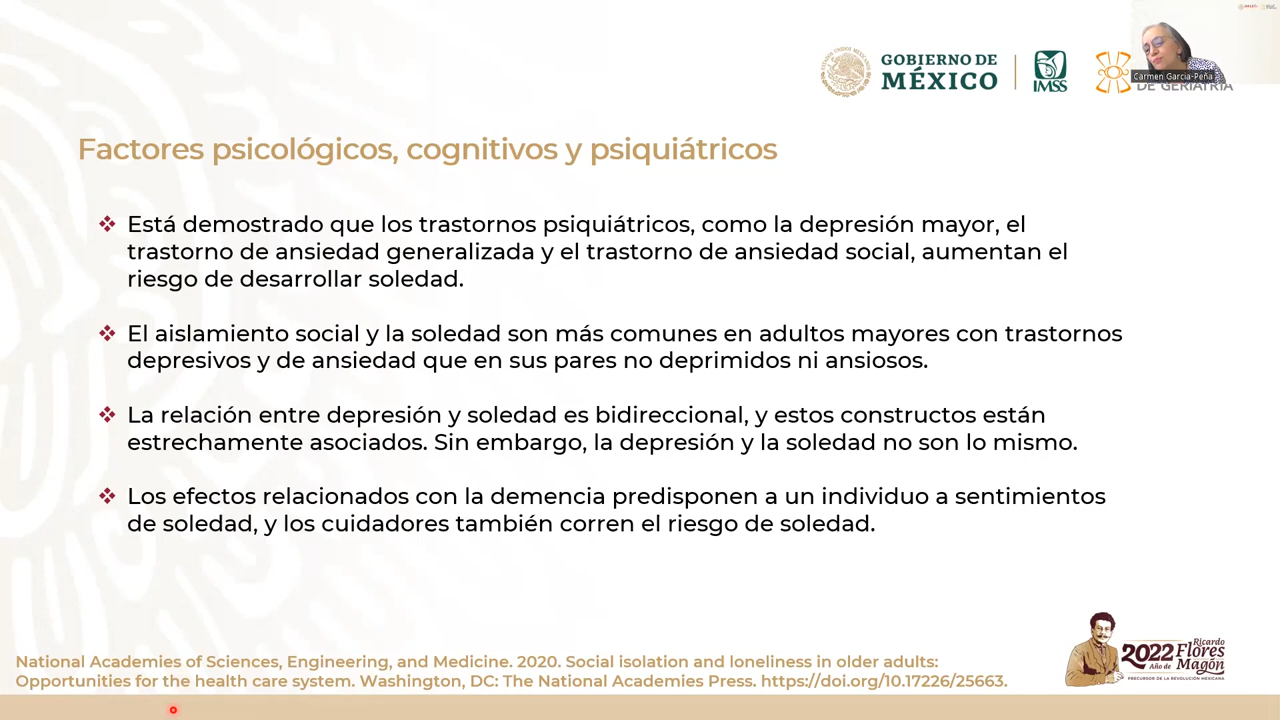 GOBIERNO DE
MÉXICO
IMSS
Carmen García-Peña
DE GERIATRÍA
Factores psicológicos, cognitivos y psiquiátricos
Está demostrado que los trastornos psiquiátricos, como la depresión mayor, el
trastorno de ansiedad generalizada y el trastorno de ansiedad social, aumentan el
riesgo de desarrollar soledad.
El aislamiento social y la soledad son más comunes en adultos mayores con trastornos
depresivos y de ansiedad que en sus pares no deprimidos ni ansiosos.
La relación entre depresión y soledad es bidireccional, y estos constructos están
estrechamente asociados. Sin embargo, la depresión y la soledad no son lo mismo.
Los efectos relacionados con la demencia predisponen a un individuo a sentimientos
de soledad, y los cuidadores también corren el riesgo de soledad.
National Academies of Sciences, Engineering, and Medicine. 2020. Social isolation and loneliness in older adults:
Opportunities for the health care system. Washington, DC: The National Academies Press. https://doi.org/10.17226/25663.
2022 Ricardo
Año de Flores
Magón
PRECURSOR DE LA REVOLUCIÓN MEXICANA